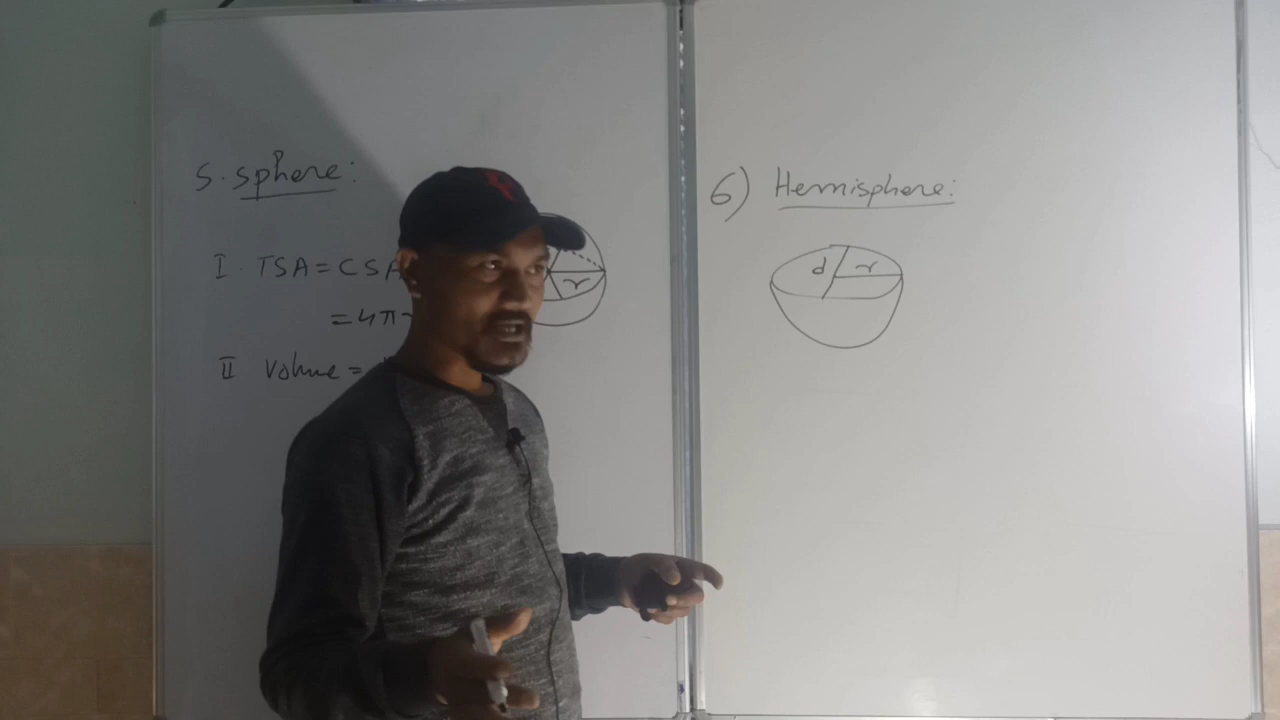 5. sphere:
I. TSA = CSA
= 4π
II Volume =
r
6) Hemisphere:
d r